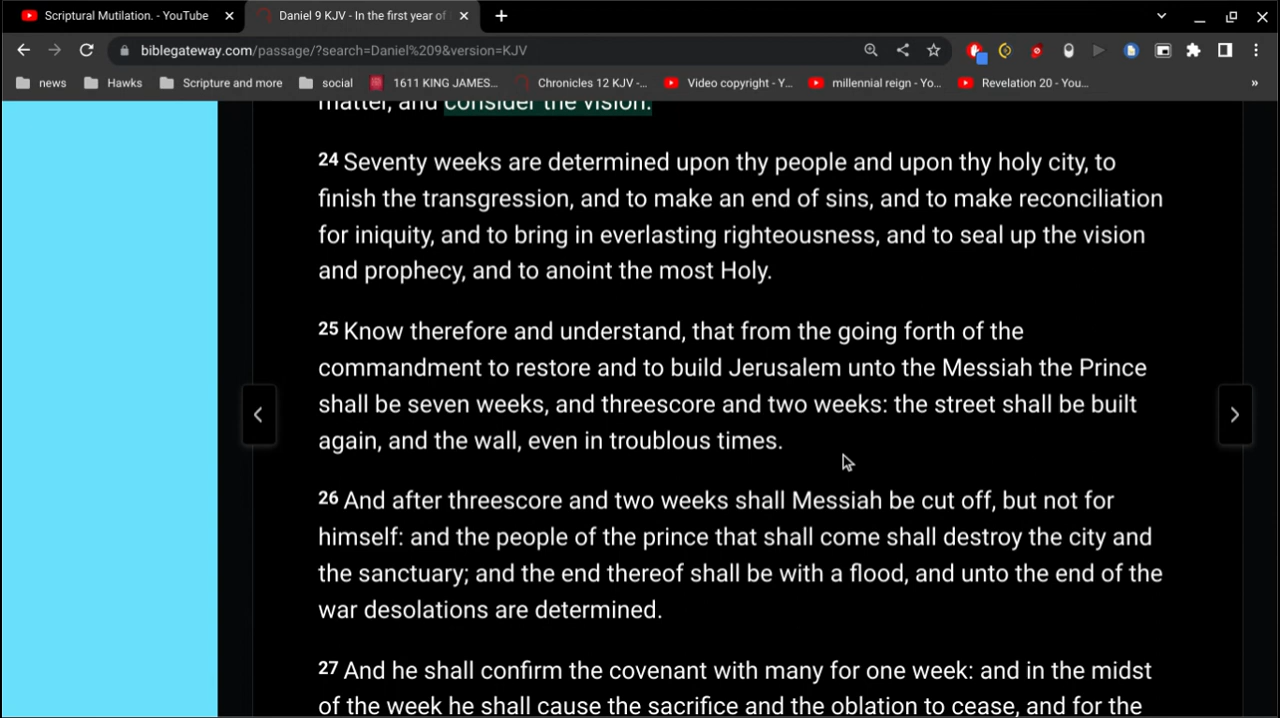 Scriptural Mutilation. - YouTube
Daniel 9 KJV - In the first year of
biblegateway.com/passage/?search=Daniel%209&version=KJV
news Hawks Scripture and more social 1611 KING JAMES... Chronicles 12 KJV -... Video copyright - Y... millennial reign - Yo... Revelation 20 - You... »
matter, and consider the vision.
24 Seventy weeks are determined upon thy people and upon thy holy city, to
finish the transgression, and to make an end of sins, and to make reconciliation
for iniquity, and to bring in everlasting righteousness, and to seal up the vision
and prophecy, and to anoint the most Holy.
25 Know therefore and understand, that from the going forth of the
commandment to restore and to build Jerusalem unto the Messiah the Prince
shall be seven weeks, and threescore and two weeks: the street shall be built
again, and the wall, even in troublous times.
26 And after threescore and two weeks shall Messiah be cut off, but not for
himself: and the people of the prince that shall come shall destroy the city and
the sanctuary; and the end thereof shall be with a flood, and unto the end of the
war desolations are determined.
27 And he shall confirm the covenant with many for one week: and in the midst
of the week he shall cause the sacrifice and the oblation to cease, and for the